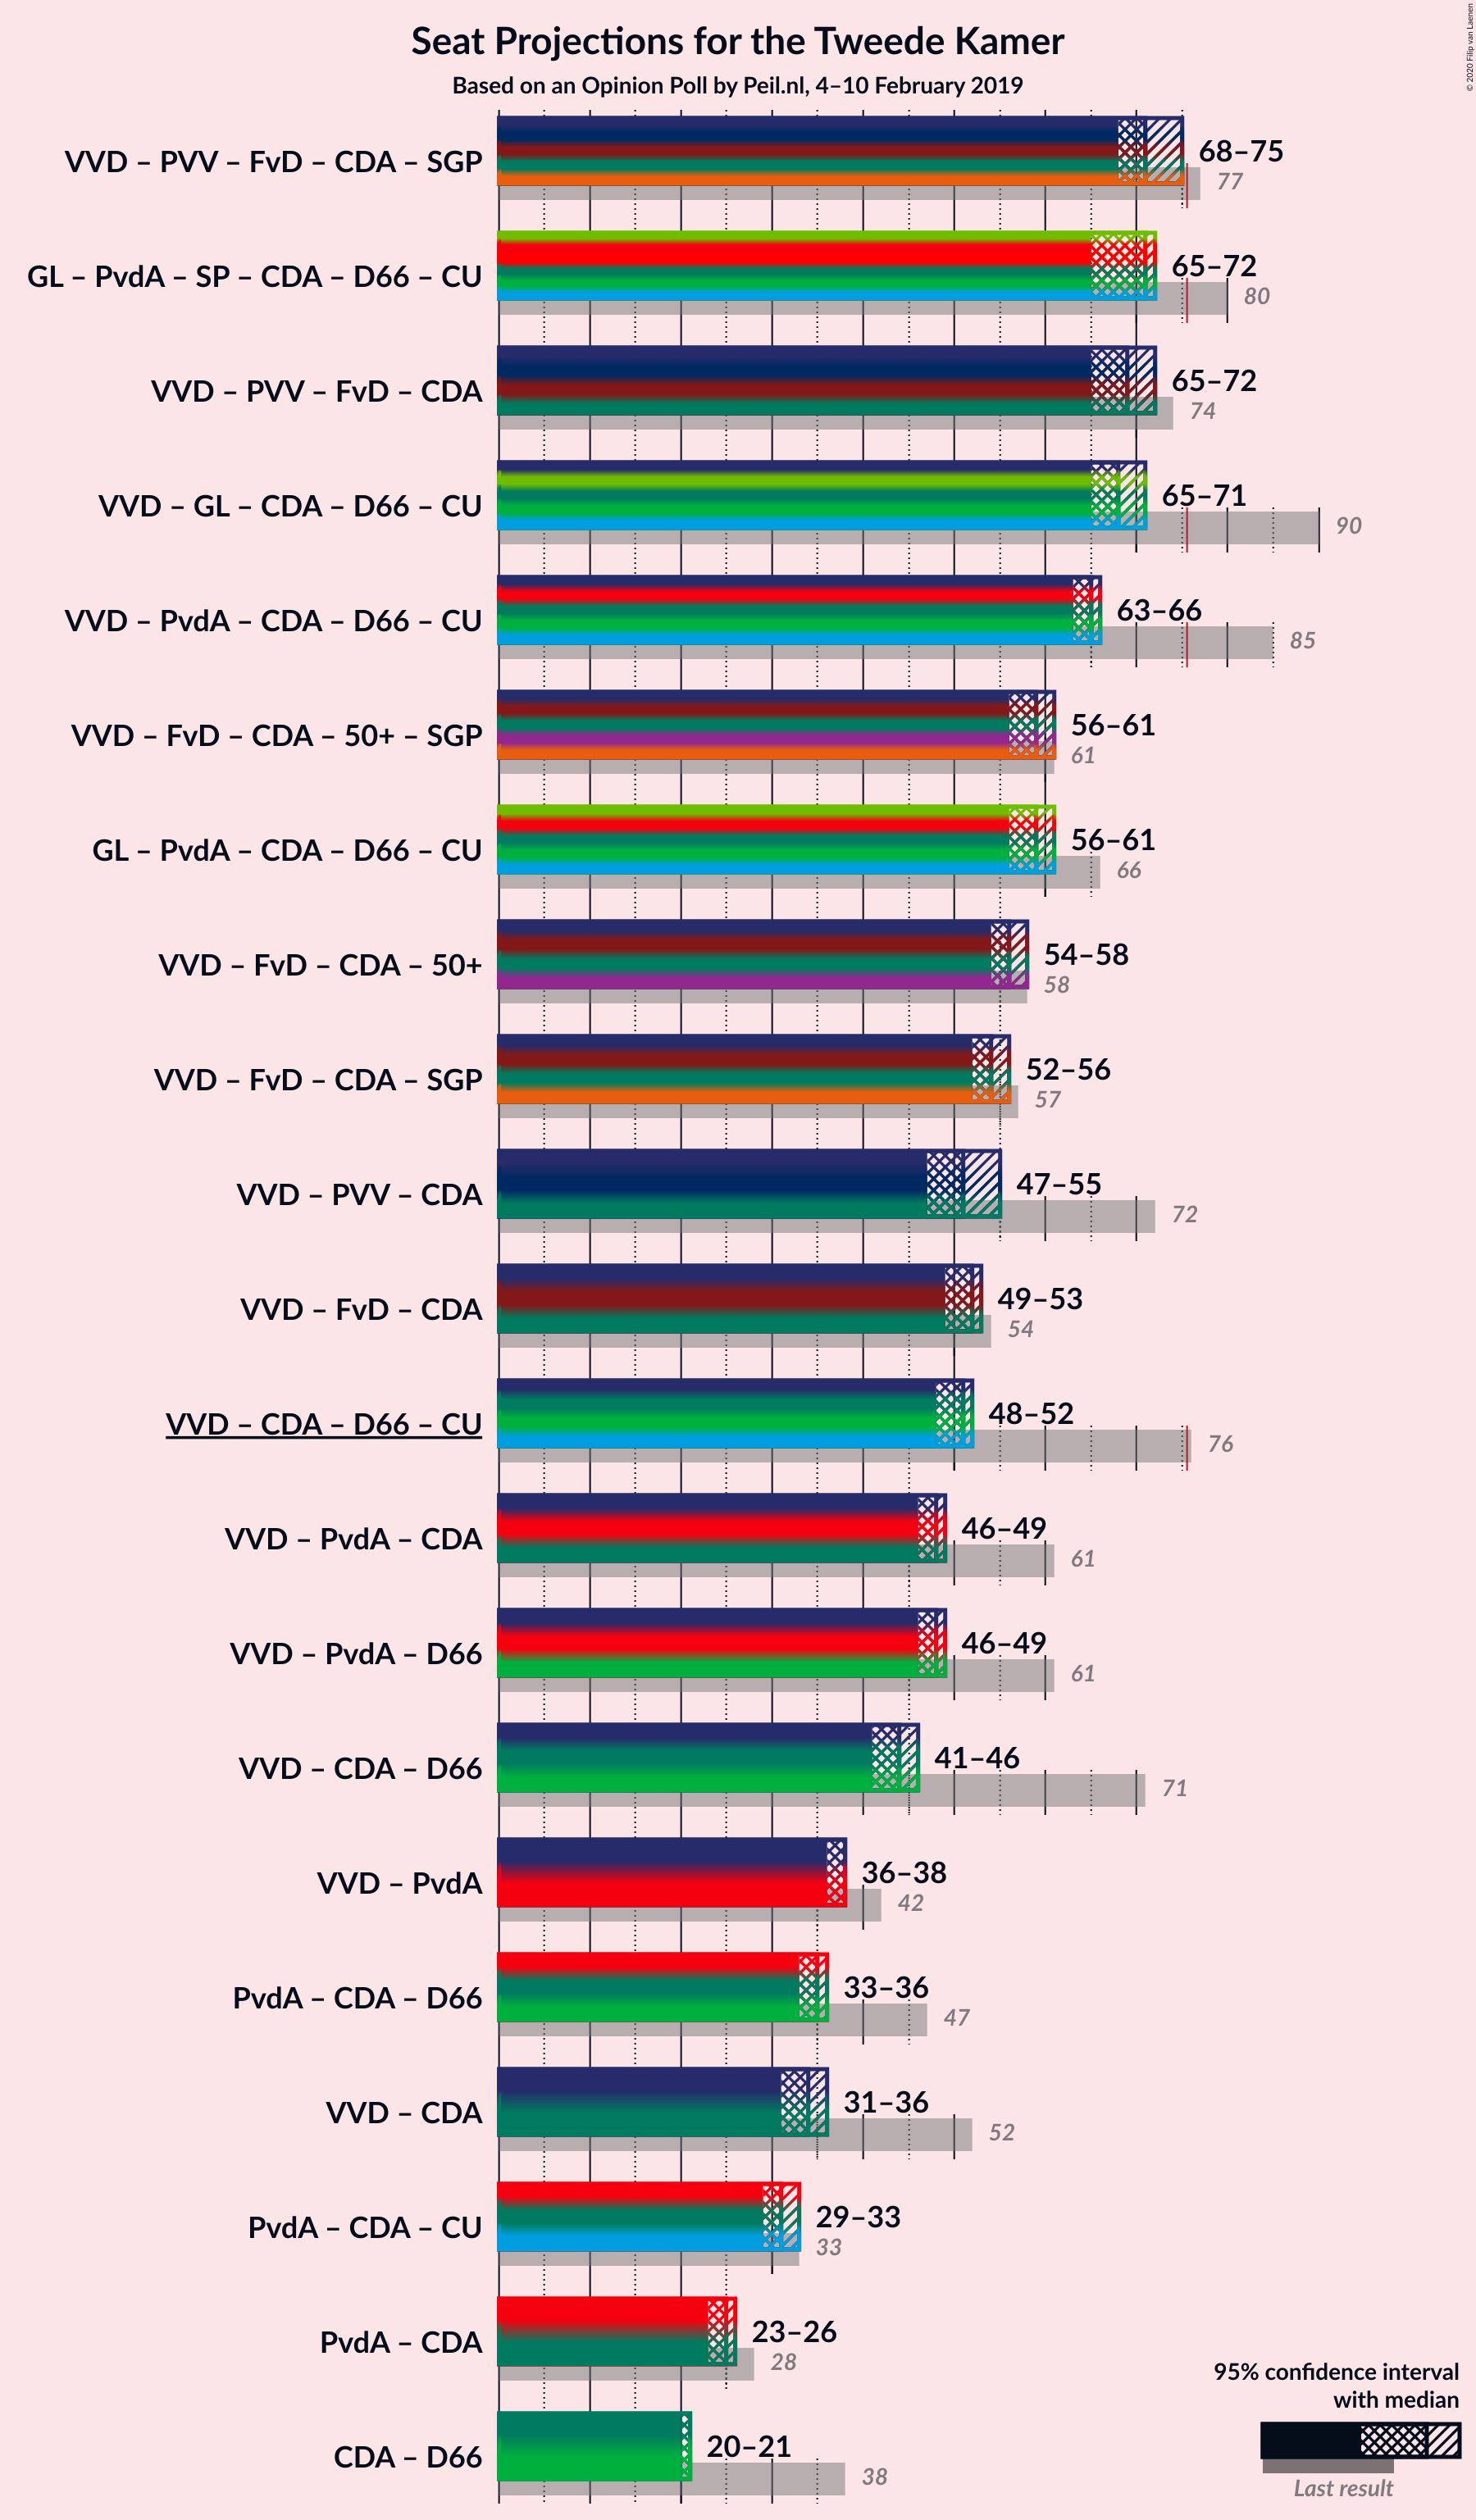 Seat Projections for the Tweede Kamer
Based on an Opinion Poll by Peil.nl, 4–10 February 2019
© 2020 Filip van Laenen
VVD – PVV – FvD – CDA – SGP
68–75
77
GL – PvdA – SP – CDA – D66 – CU
65–72
80
VVD – PVV – FvD – CDA
65–72
74
VVD – GL – CDA – D66 – CU
65–71
90
VVD – PvdA – CDA – D66 – CU
63–66
85
VVD – FvD – CDA – 50+ – SGP
56–61
61
GL – PvdA – CDA – D66 – CU
56–61
66
VVD – FvD – CDA – 50+
54–58
58
VVD – FvD – CDA – SGP
52–56
57
VVD – PVV – CDA
47–55
72
VVD – FvD – CDA
49–53
54
VVD – CDA – D66 – CU
48–52
76
VVD – PvdA – CDA
46–49
61
VVD – PvdA – D66
46–49
61
VVD – CDA – D66
41–46
71
VVD – PvdA
36–38
42
PvdA – CDA – D66
33–36
47
VVD – CDA
31–36
52
PvdA – CDA – CU
29–33
33
PvdA – CDA
23–26
28
CDA – D66
20–21
38
95% confidence interval
with median
Last result